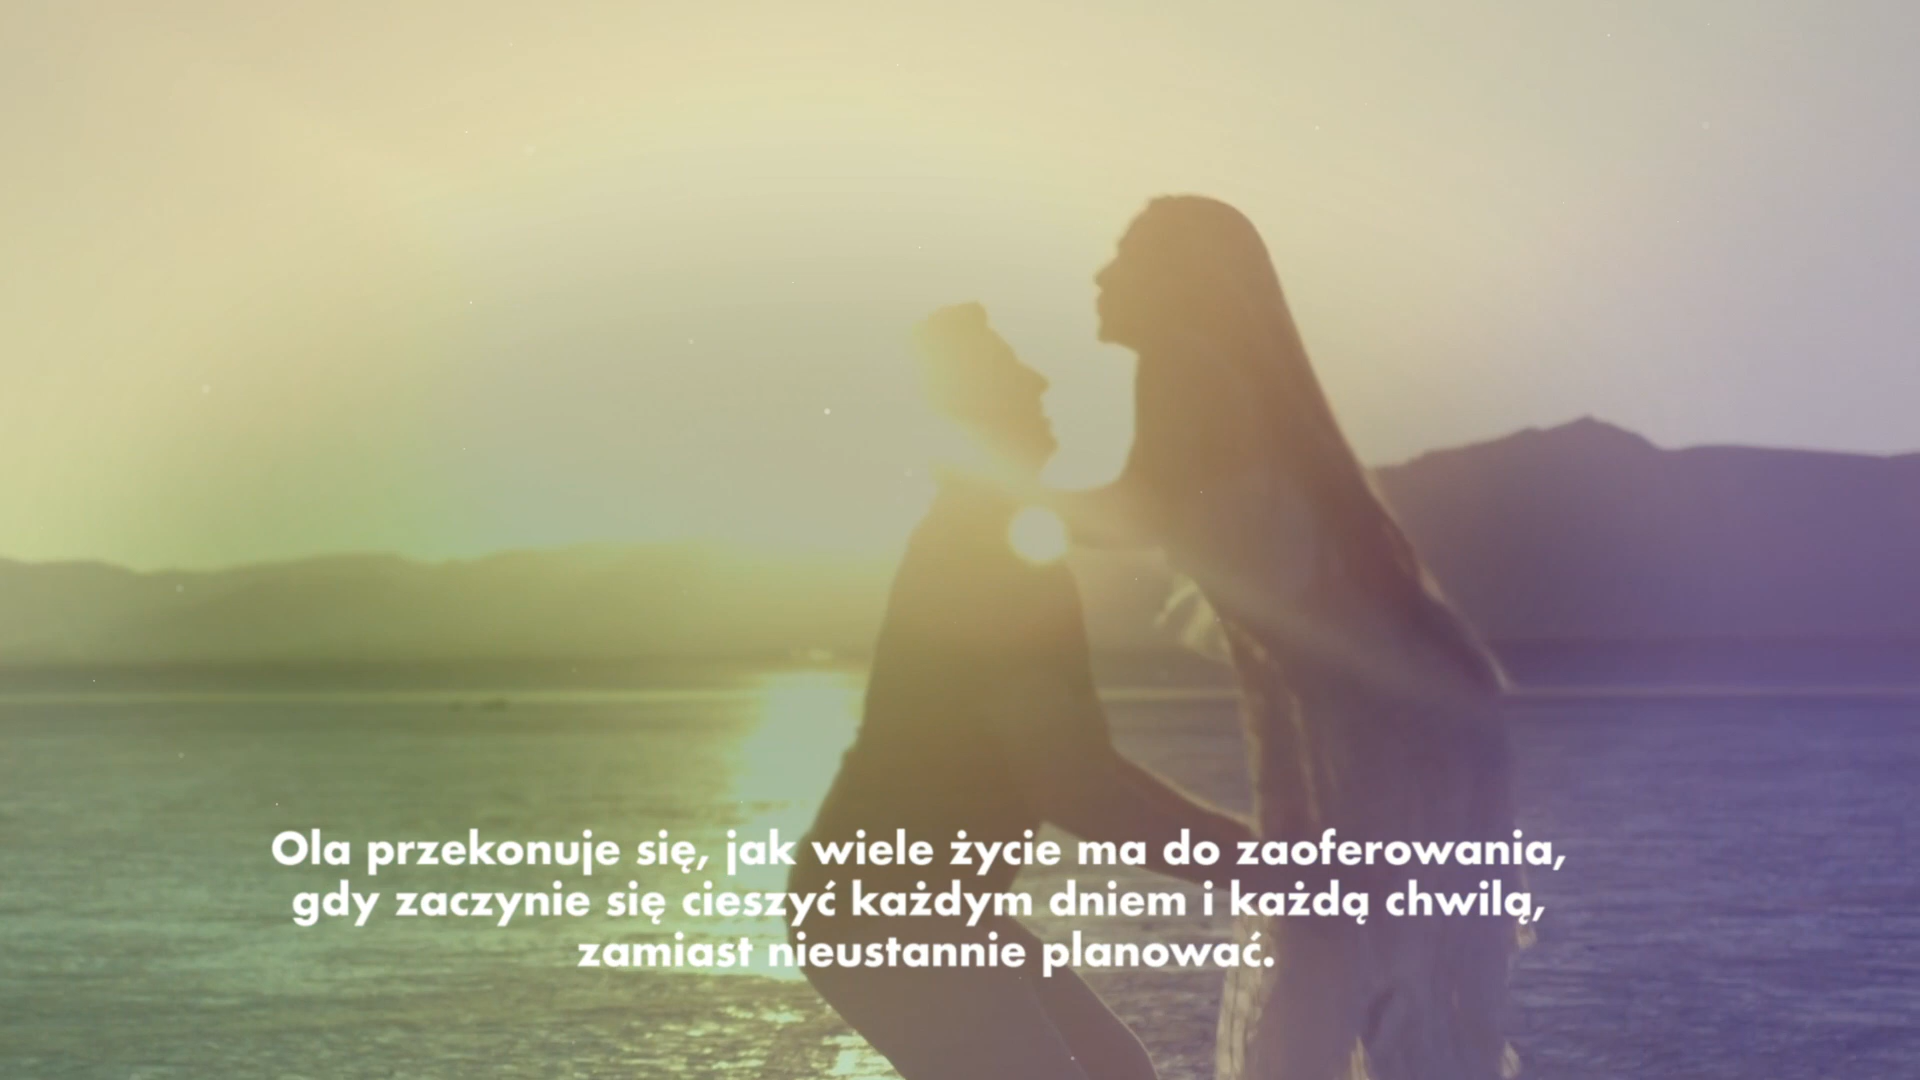 Ola przekonuje się, jak wiele życie ma do zaoferowania,
gdy zaczynie się cieszyć każdym dniem i każdą chwilą,
zamiast nieustannie planować.